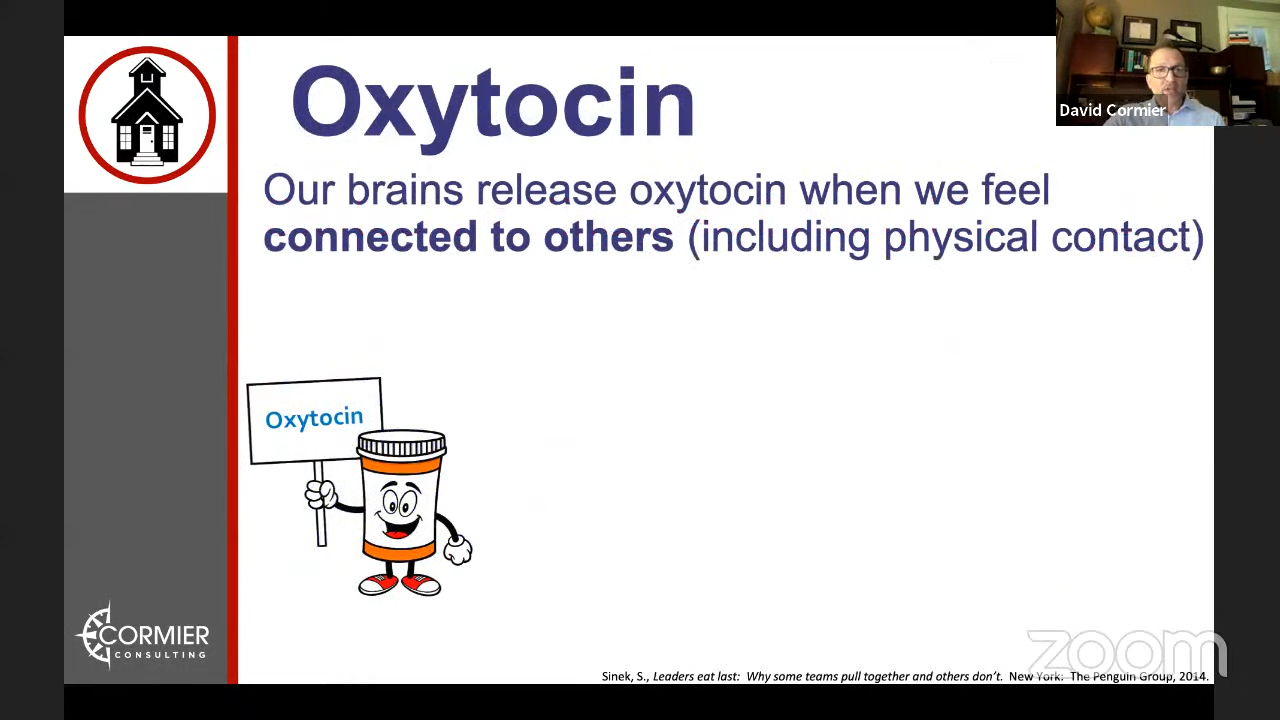 Oxytocin
David Cormier
Our brains release oxytocin when we feel
connected to others (including physical contact)
Oxytocin
CORMIER
CONSULTING
zoom
Sinek, S., Leaders eat last: Why some teams pull together and others don't. New York: The Penguin Group, 2014.